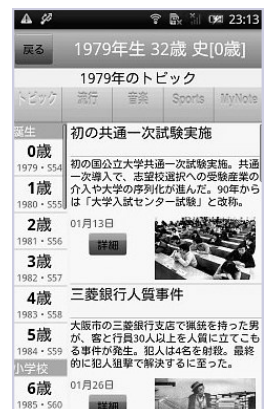 23:13
戻る
1979年生 32歳 史[0歳]
1979年のトピック
トピック 流行 音楽 Sports MyNote
誕生
0歳
1979・S54
1歳
1980・S55
2歳
1981・S56
3歳
1982・S57
4歳
1983・S58
5歳
1984・S59
小学校
6歳
1985・S60
初の共通一次試験実施
初の国公立大学共通一次試験実施。共通
一次導入で、志望校選択への受験産業の
介入や大学の序列化が進んだ。90年から
は「大学入試センター試験」と改称。
01月13日
詳細
三菱銀行人質事件
大阪市の三菱銀行支店で猟銃を持った男
が、客と行員30人以上を人質に立てこも
る事件が発生。犯人は4名を射殺。最終
的に犯人狙撃で解決するに至った。
01月26日
詳細